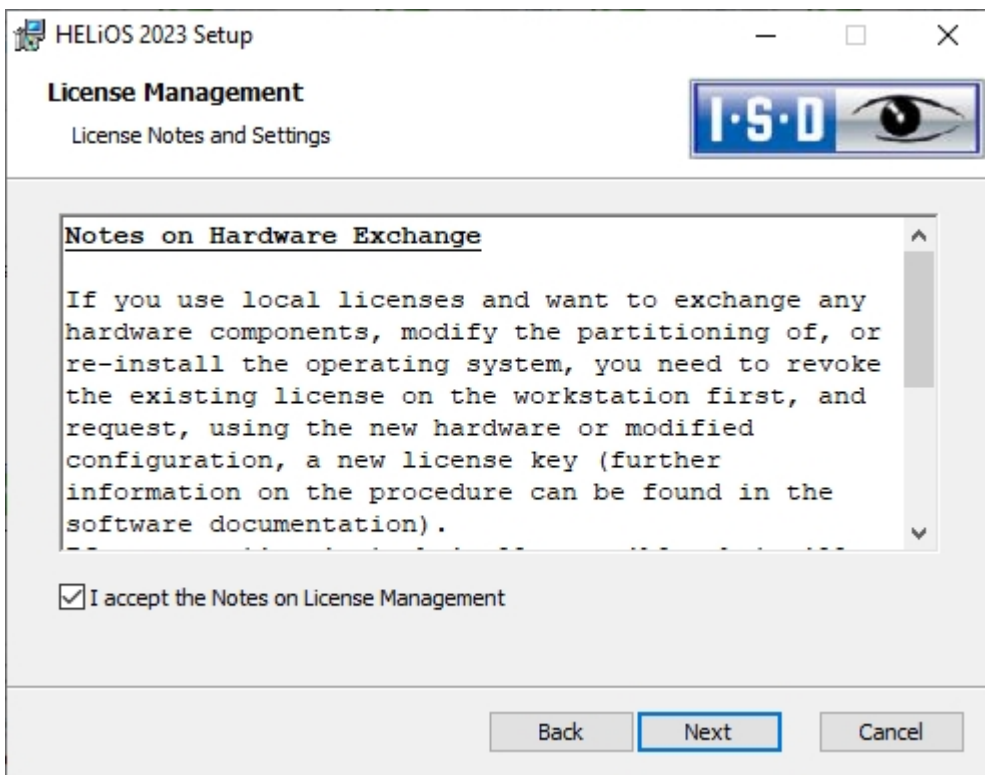 HELiOS 2023 Setup
License Management
License Notes and Settings
I·S·D
Notes on Hardware Exchange
If you use local licenses and want to exchange any
hardware components, modify the partitioning of, or
re-install the operating system, you need to revoke
the existing license on the workstation first, and
request, using the new hardware or modified
configuration, a new license key (further
information on the procedure can be found in the
software documentation).
I accept the Notes on License Management
Back
Next
Cancel